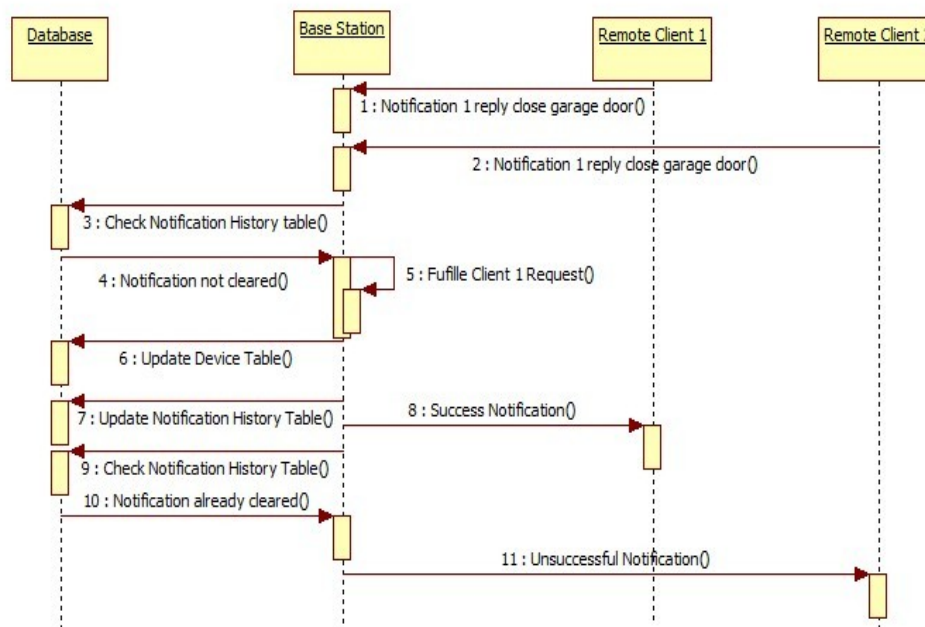 Database
Base Station
Remote Client 1
Remote Client
1 : Notification 1 reply close garage door()
2 : Notification 1 reply close garage door()
3 : Check Notification History table()
4 : Notification not cleared()
5 : Fufille Client 1 Request()
6 : Update Device Table()
7 : Update Notification History Table()
8 : Success Notification()
9 : Check Notification History Table()
10 : Notification already cleared()
11 : Unsuccessful Notification()